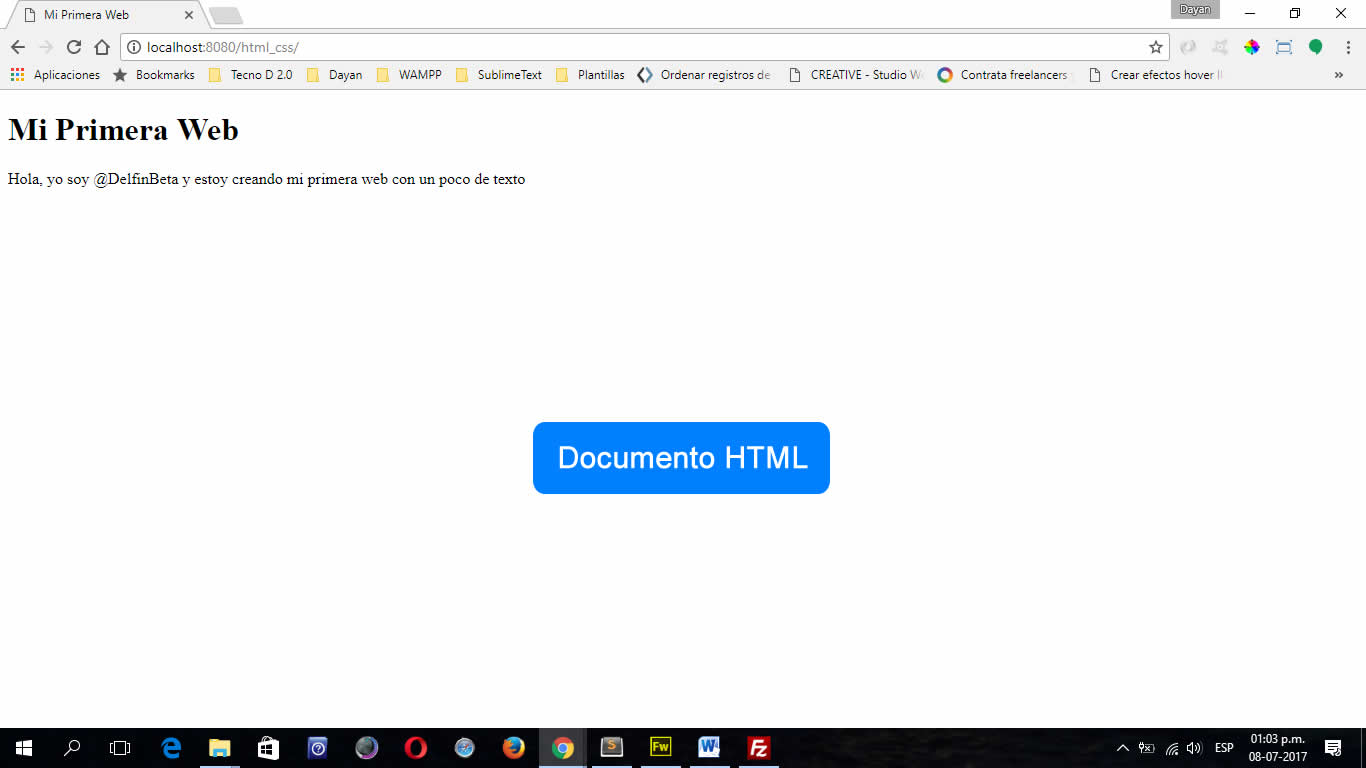 Mi Primera Web
Dayan
localhost:8080/html_css/
Aplicaciones Bookmarks Tecno D 2.0 Dayan WAMPP SublimeText Plantillas Ordenar registros de CREATIVE - Studio W Contrata freelancers Crear efectos hover
Mi Primera Web
Hola, yo soy @DelfinBeta y estoy creando mi primera web con un poco de texto
Documento HTML
S Fw W Fz ESP 01:03 p.m.
08-07-2017